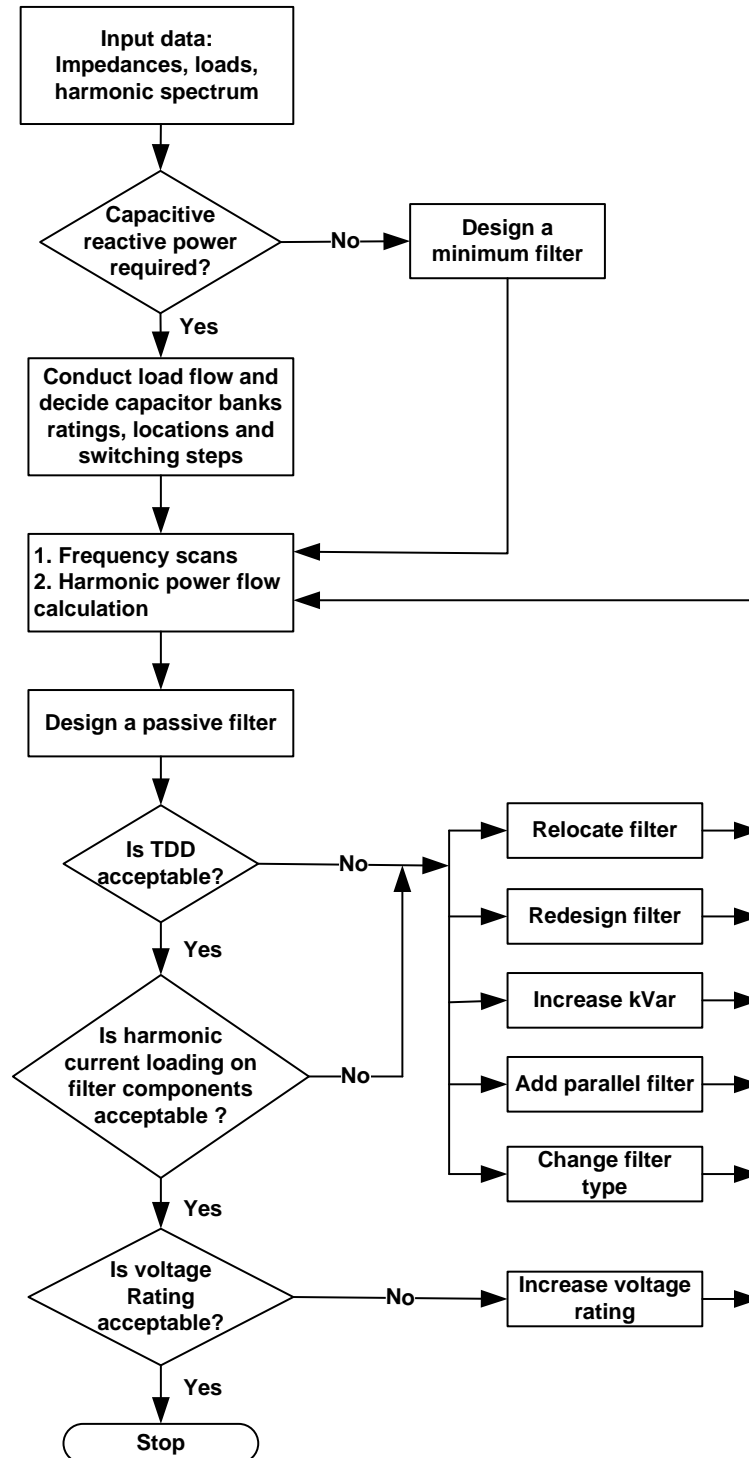 Input data:
Impedances, loads,
harmonic spectrum
Capacitive
reactive power
required?
No
Design a
minimum filter
Yes
Conduct load flow and
decide capacitor banks
ratings, locations and
switching steps
1. Frequency scans
2. Harmonic power flow
calculation
Design a passive filter
Is TDD
acceptable?
No
Relocate filter
Redesign filter
Yes
Increase kVar
Is harmonic
current loading on
filter components
acceptable ?
No
Add parallel filter
Change filter
type
Yes
Is voltage
Rating
acceptable?
No
Increase voltage
rating
Yes
Stop